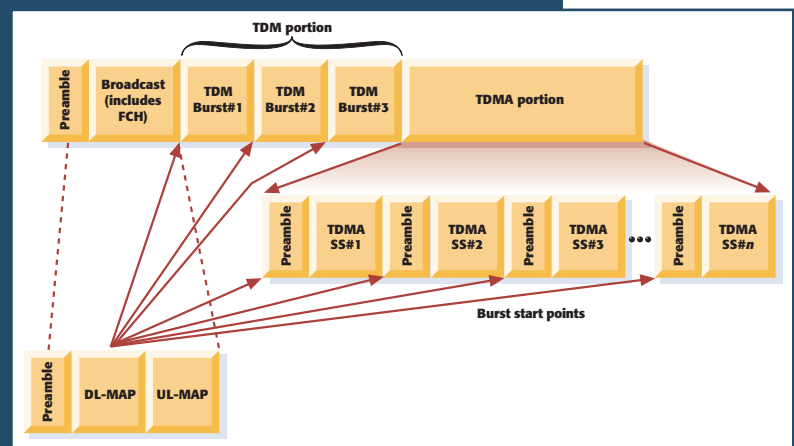 TDM portion
Preamble
Broadcast
(includes
FCH)
TDM
Burst#1
TDM
Burst#2
TDM
Burst#3
TDMA portion
Preamble
TDMA
SS#1
Preamble
TDMA
SS#2
Preamble
TDMA
SS#3
•••
Preamble
TDMA
SS#n
Burst start points
Preamble
DL-MAP
UL-MAP